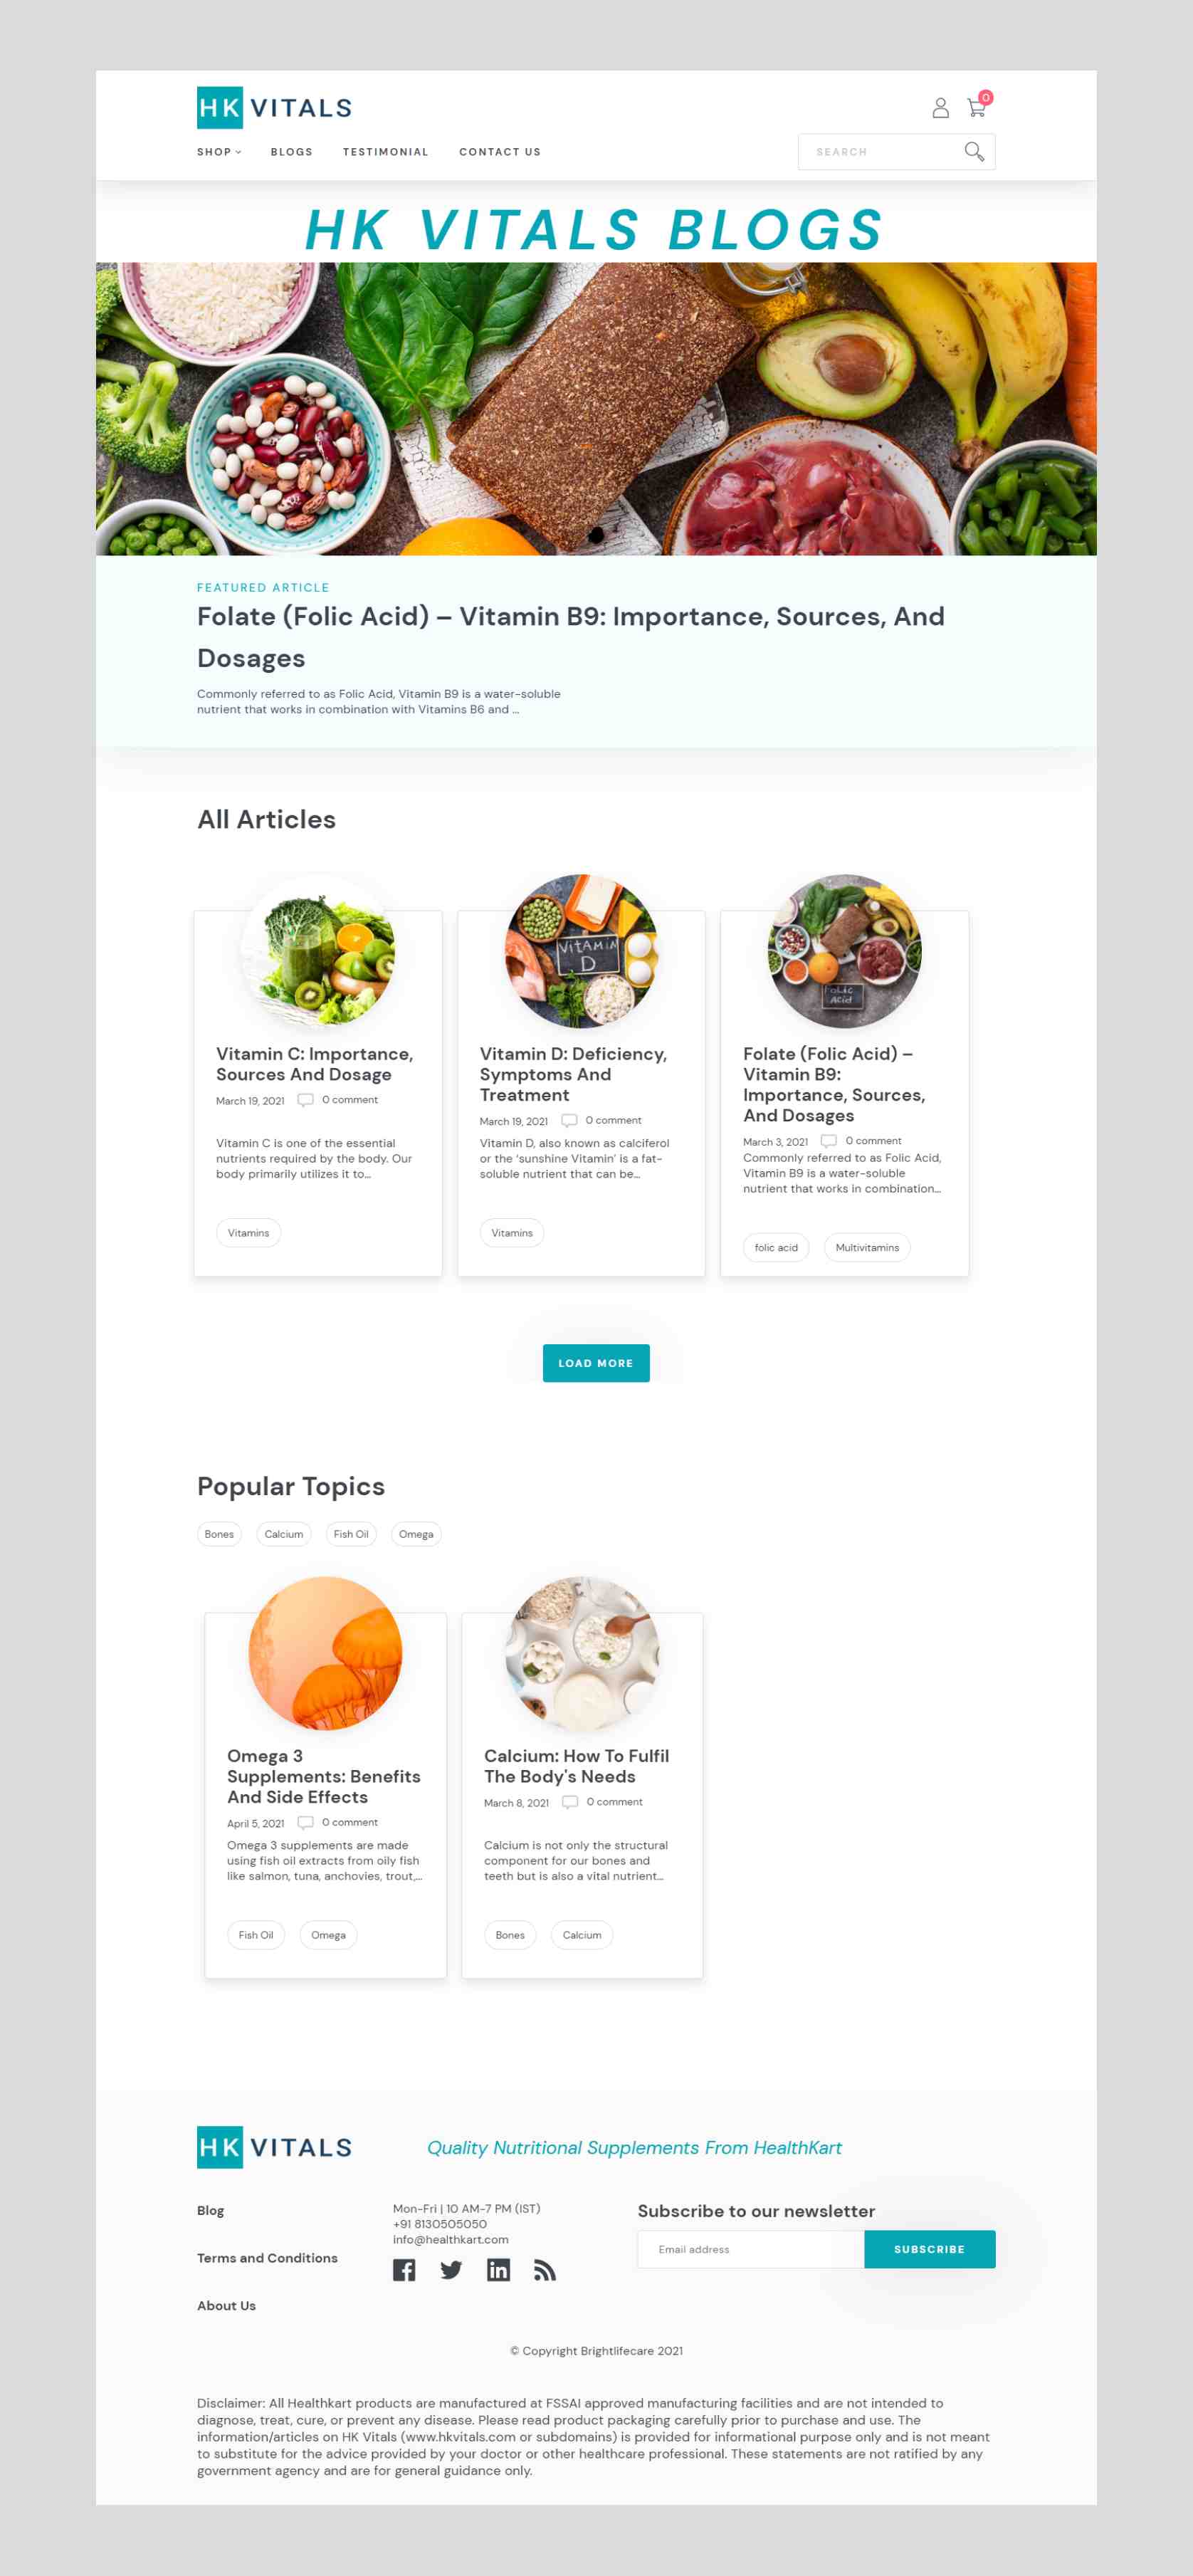 HK VITALS
0
SHOP BLOGS TESTIMONIAL CONTACT US
SEARCH
HK VITALS BLOGS
FEATURED ARTICLE
Folate (Folic Acid) – Vitamin B9: Importance, Sources, And
Dosages
Commonly referred to as Folic Acid, Vitamin B9 is a water-soluble
nutrient that works in combination with Vitamins B6 and ...
All Articles
Vitamin C: Importance,
Sources And Dosage
March 19, 2021 0 comment
Vitamin C is one of the essential
nutrients required by the body. Our
body primarily utilizes it to...
Vitamins
VitAMiN
D
Vitamin D: Deficiency,
Symptoms And
Treatment
March 19, 2021 0 comment
Vitamin D, also known as calciferol
or the 'sunshine Vitamin' is a fat-
soluble nutrient that can be...
Vitamins
FoLic
Acid
Folate (Folic Acid) –
Vitamin B9:
Importance, Sources,
And Dosages
March 3, 2021 0 comment
Commonly referred to as Folic Acid,
Vitamin B9 is a water-soluble
nutrient that works in combination...
folic acid Multivitamins
LOAD MORE
Popular Topics
Bones Calcium Fish Oil Omega
Omega 3
Supplements: Benefits
And Side Effects
April 5, 2021 0 comment
Omega 3 supplements are made
using fish oil extracts from oily fish
like salmon, tuna, anchovies, trout,...
Fish Oil Omega
Calcium: How To Fulfil
The Body's Needs
March 8, 2021 0 comment
Calcium is not only the structural
component for our bones and
teeth but is also a vital nutrient...
Bones Calcium
HK VITALS
Quality Nutritional Supplements From HealthKart
Blog
Terms and Conditions
About Us
Mon-Fri | 10 AM-7 PM (IST)
+91 8130505050
info@healthkart.com
Subscribe to our newsletter
Email address SUBSCRIBE
© Copyright Brightlifecare 2021
Disclaimer: All Healthkart products are manufactured at FSSAI approved manufacturing facilities and are not intended to
diagnose, treat, cure, or prevent any disease. Please read product packaging carefully prior to purchase and use. The
information/articles on HK Vitals (www.hkvitals.com or subdomains) is provided for informational purpose only and is not meant
to substitute for the advice provided by your doctor or other healthcare professional. These statements are not ratified by any
government agency and are for general guidance only.